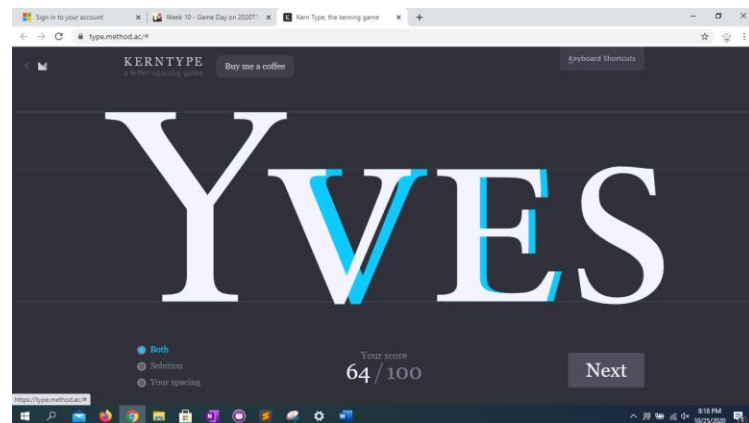 Sign in to your account
Week 10 - Game Day on 2020T1
Kern Type, the kerning game
type.method.ac/#
KERNTYPE
a letter spacing game
Buy me a coffee
Keyboard Shortcuts
YVES
Both
Solution
Your spacing
Your score
64/100
Next
https://type.method.ac/#
8:18 PM
10/25/2020